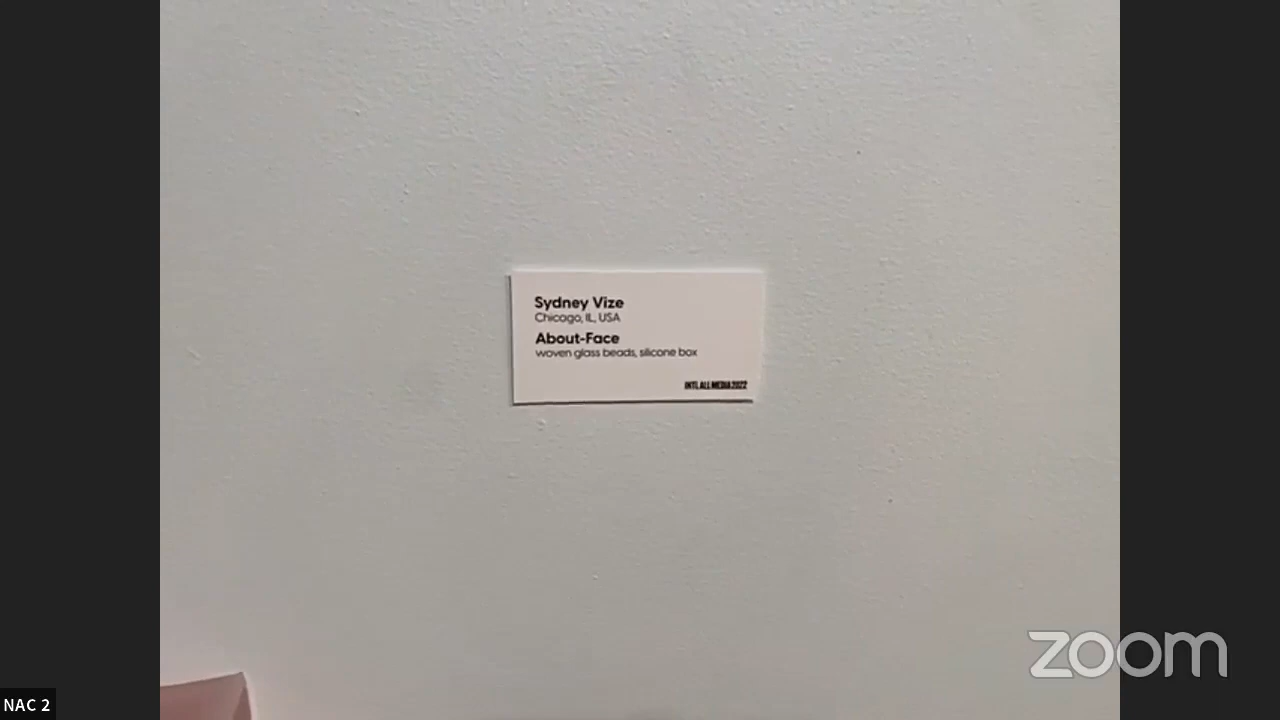 Sydney Vize
Chicago, IL, USA
About-Face
woven glass beads, silicone box
INTL ALL MEDIA 2022
zoom
NAC 2